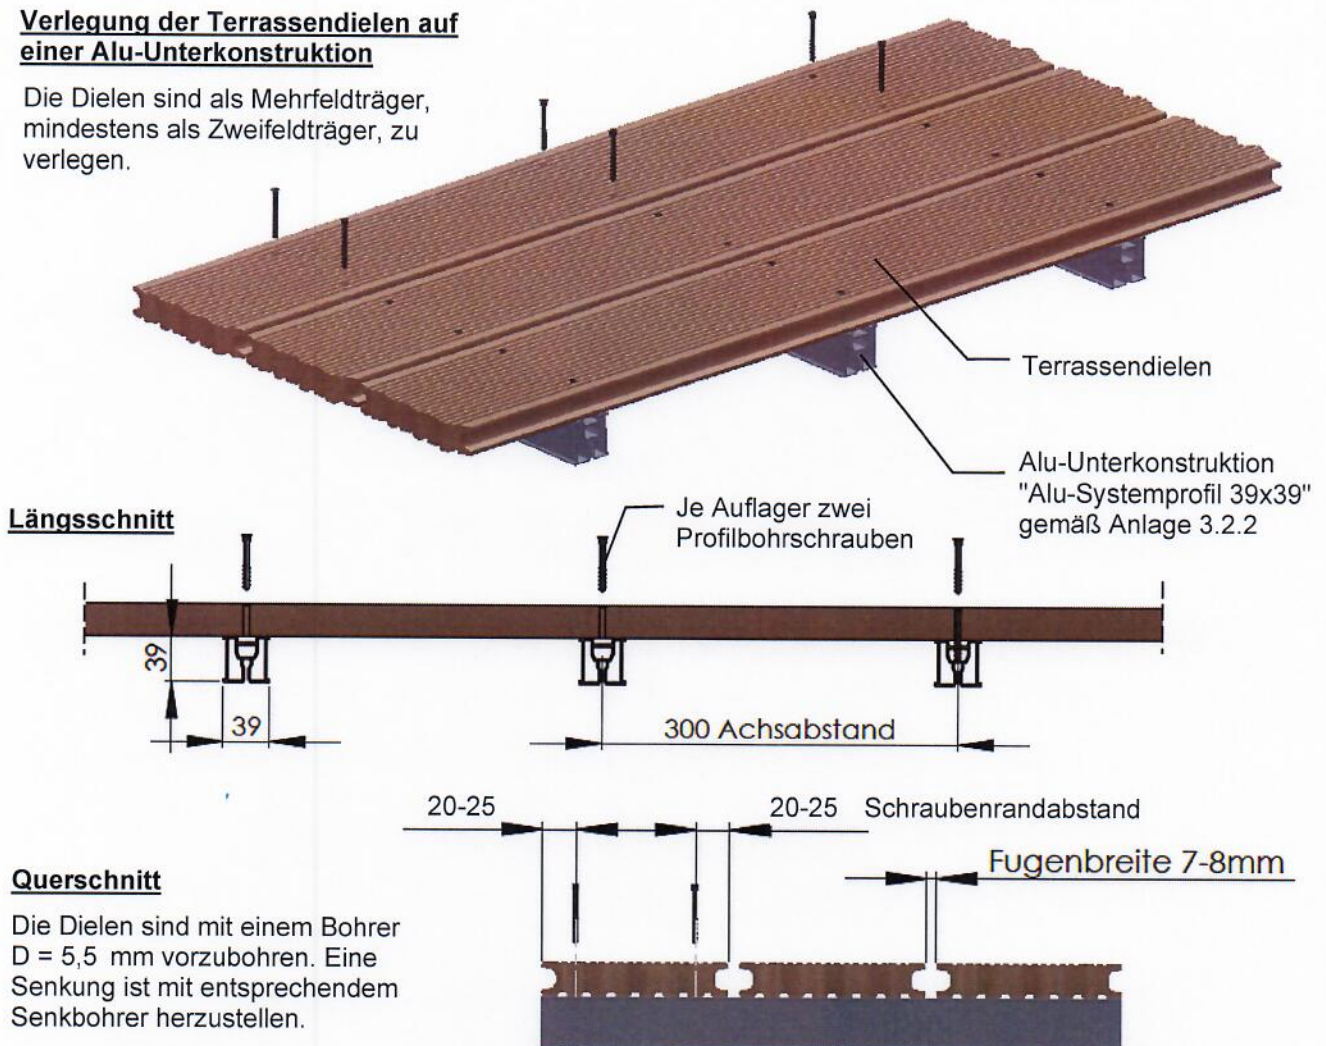 Verlegung der Terrassendielen auf
einer Alu-Unterkonstruktion
Die Dielen sind als Mehrfeldträger,
mindestens als Zweifeldträger, zu
verlegen.
Terrassendielen
Alu-Unterkonstruktion
"Alu-Systemprofil 39x39"
gemäß Anlage 3.2.2
Längsschnitt
Je Auflager zwei
Profilbohrschrauben
39
39
300 Achsabstand
20-25
20-25 Schraubenrandabstand
Fugenbreite 7-8mm
Querschnitt
Die Dielen sind mit einem Bohrer
D = 5,5 mm vorzubohren. Eine
Senkung ist mit entsprechendem
Senkbohrer herzustellen.